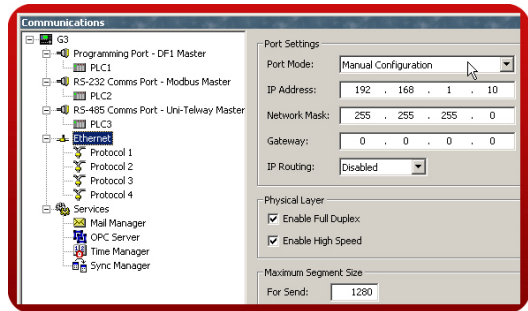 Communications
G3
Programming Port - DF1 Master
PLC1
RS-232 Comms Port - Modbus Master
PLC2
RS-485 Comms Port - Uni-Telway Master
PLC3
Ethernet
Protocol 1
Protocol 2
Protocol 3
Protocol 4
Services
Mail Manager
OPC Server
Time Manager
Sync Manager
Port Settings
Port Mode: Manual Configuration
IP Address: 192 . 168 . 1 . 10
Network Mask: 255 . 255 . 255 . 0
Gateway: 0 . 0 . 0 . 0
IP Routing: Disabled
Physical Layer
Enable Full Duplex
Enable High Speed
Maximum Segment Size
For Send: 1280